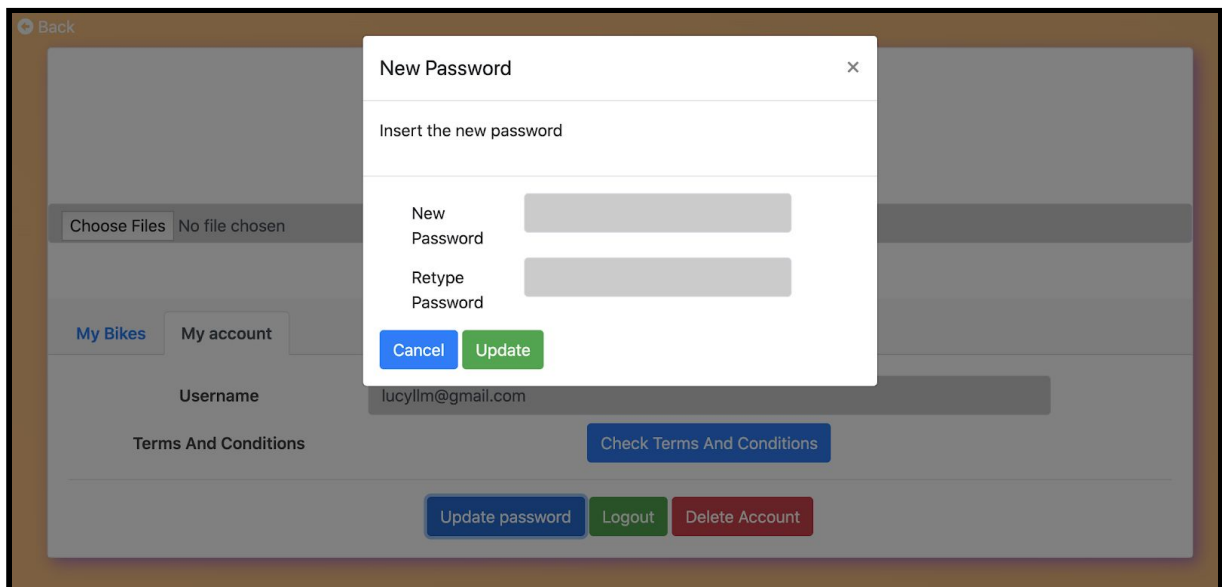 Back
New Password
×
Insert the new password
New
Password
Choose Files No file chosen
Retype
Password
My Bikes My account
Cancel Update
Username lucyllm@gmail.com
Terms And Conditions Check Terms And Conditions
Update password Logout Delete Account